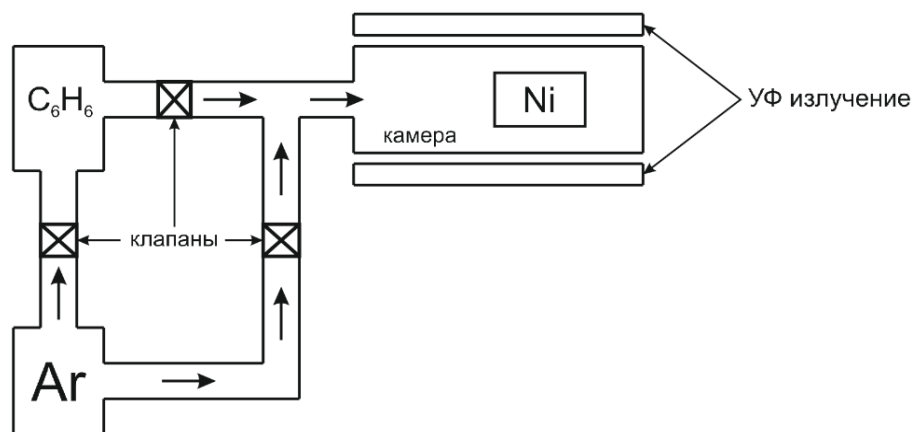 C₆H₆
Ni
УФ излучение
камера
клапаны
Ar